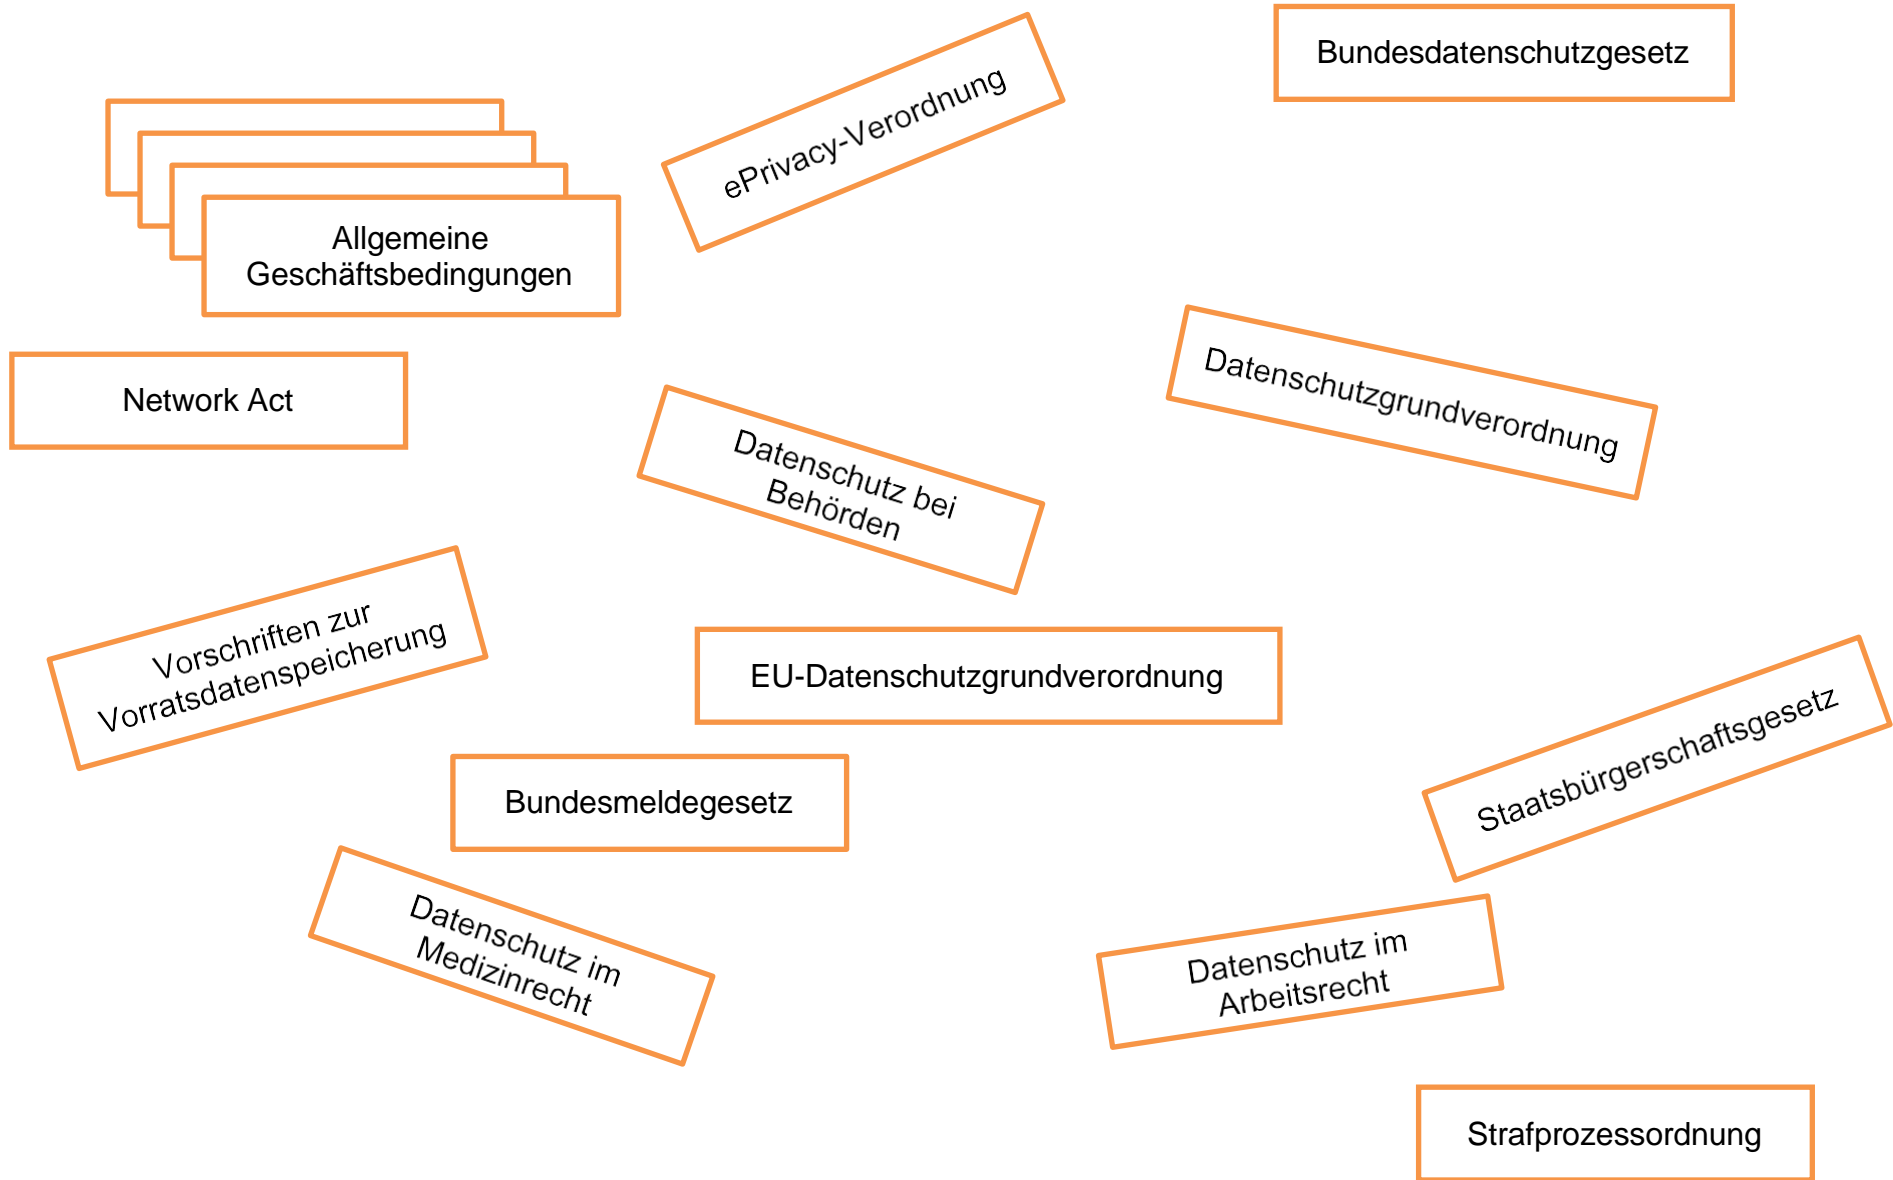 Bundesdatenschutzgesetz
ePrivacy-Verordnung
Allgemeine
Geschäftsbedingungen
Network Act
Datenschutzgrundverordnung
Datenschutz bei
Behörden
Vorschriften zur
Vorratsdatenspeicherung
EU-Datenschutzgrundverordnung
Staatsbürgerschaftsgesetz
Bundesmeldegesetz
Datenschutz im
Medizinrecht
Datenschutz im
Arbeitsrecht
Strafprozessordnung